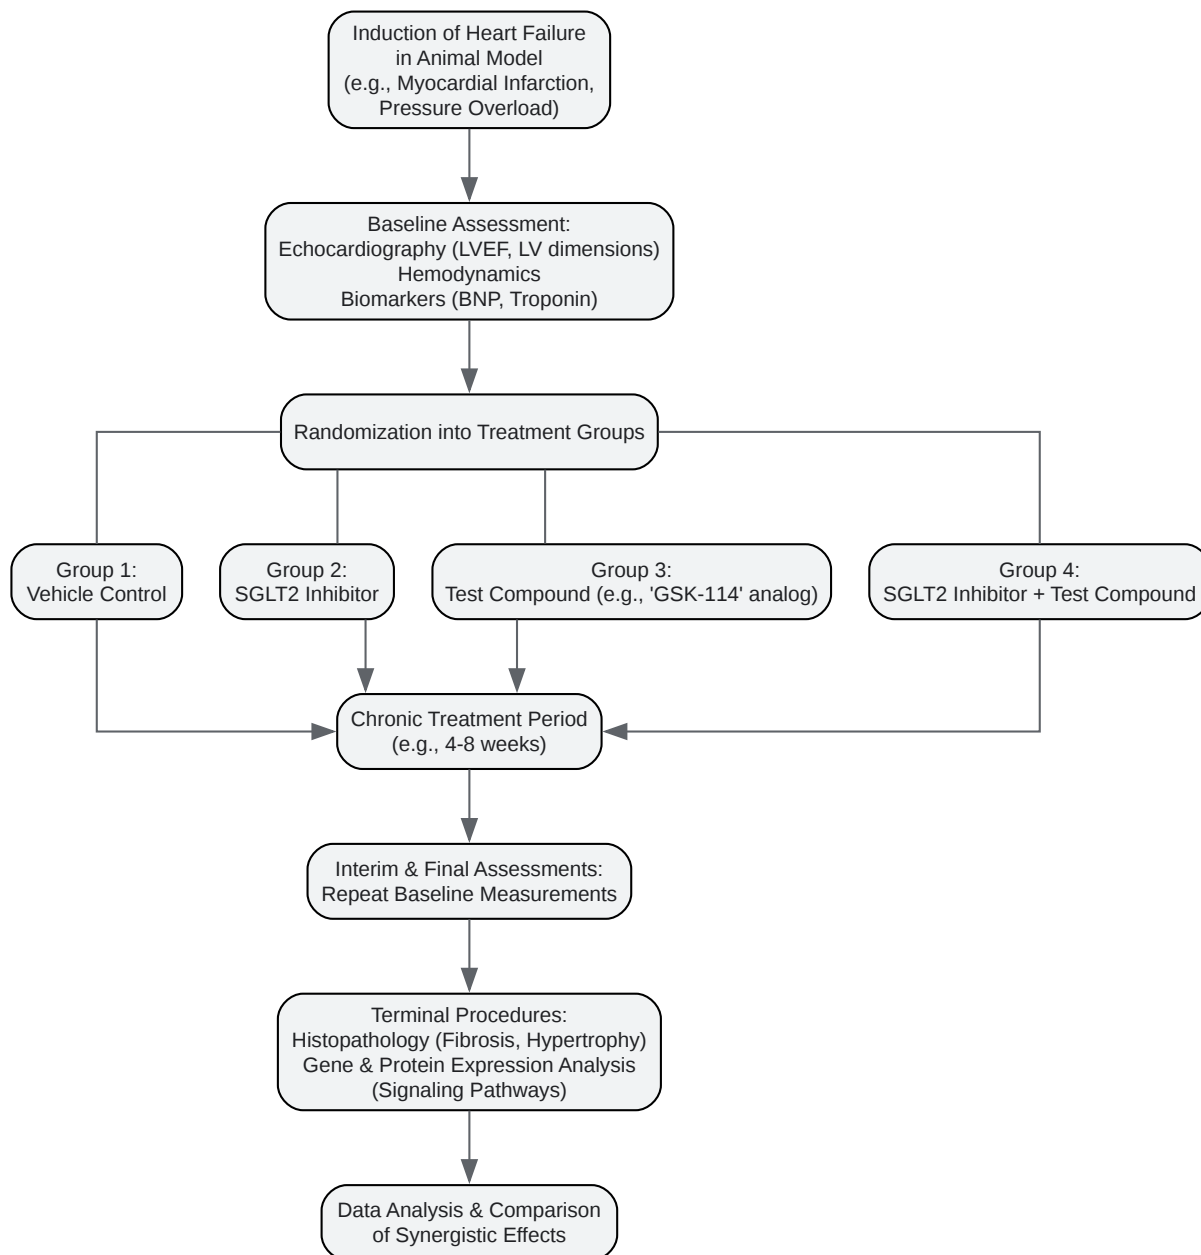 Induction of Heart Failure
in Animal Model
(e.g., Myocardial Infarction,
Pressure Overload)
Baseline Assessment:
Echocardiography (LVEF, LV dimensions)
Hemodynamics
Biomarkers (BNP, Troponin)
Randomization into Treatment Groups
Group 1:
Vehicle Control
Group 2:
SGLT2 Inhibitor
Group 3:
Test Compound (e.g., 'GSK-114' analog)
Group 4:
SGLT2 Inhibitor + Test Compound
Chronic Treatment Period
(e.g., 4-8 weeks)
Interim & Final Assessments:
Repeat Baseline Measurements
Terminal Procedures:
Histopathology (Fibrosis, Hypertrophy)
Gene & Protein Expression Analysis
(Signaling Pathways)
Data Analysis & Comparison
of Synergistic Effects